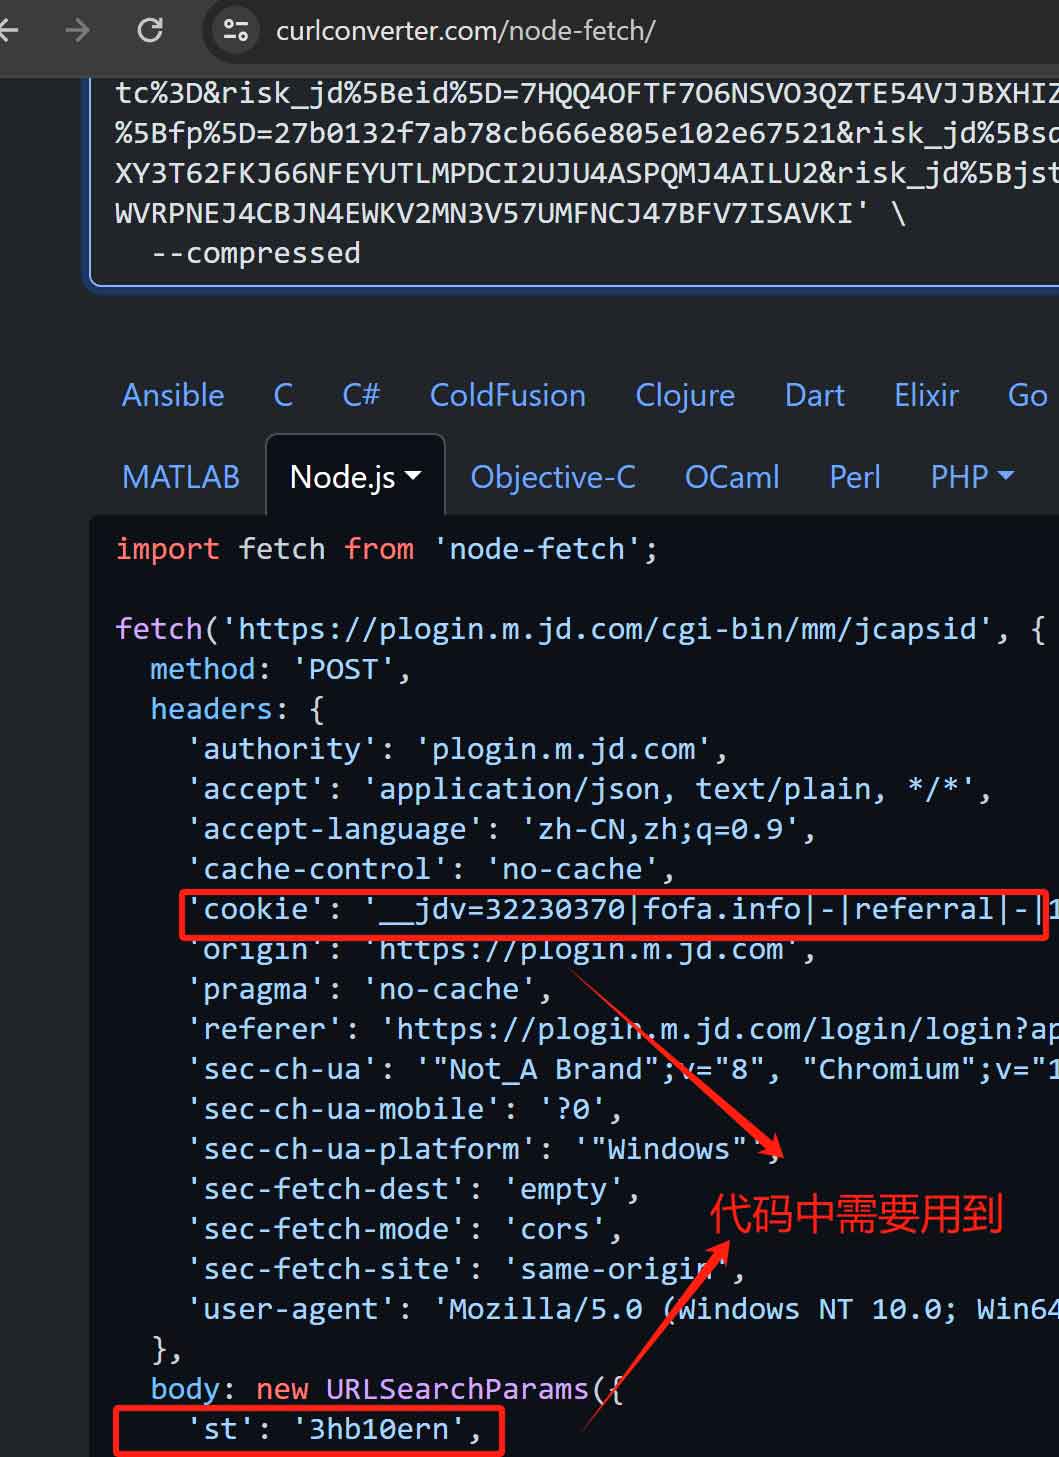 curlconverter.com/node-fetch/
tc%3D&risk_jd%5Beid%5D=7HQQ4OFTF7O6NSVO3QZTE54VJJBXHIZ
%5Bfp%5D=27b0132f7ab78cb666e805e102e67521&risk_jd%5Bsd
XY3T62FKJ66NFEYUTLMPDCI2UJU4ASPQMJ4AILU2&risk_jd%5Bjst
WVRPNEJ4CBJN4EWKV2MN3V57UMFNCJ47BFV7ISAVKI' \
--compressed
Ansible C C# ColdFusion Clojure Dart Elixir Go
MATLAB Node.js Objective-C OCaml Perl PHP
import fetch from 'node-fetch';
fetch('https://plogin.m.jd.com/cgi-bin/mm/jcapsid', {
method: 'POST',
headers: {
'authority': 'plogin.m.jd.com',
'accept': 'application/json, text/plain, */*',
'accept-language': 'zh-CN,zh;q=0.9',
'cache-control': 'no-cache',
'cookie': '__jdv=32230370|fofa.info|-|referral|-|1
'origin': 'https://plogin.m.jd.com',
'pragma': 'no-cache',
'referer': 'https://plogin.m.jd.com/login/login?ap
'sec-ch-ua': '"Not_A Brand";v="8", "Chromium";v="1
'sec-ch-ua-mobile': '?0',
'sec-ch-ua-platform': '"Windows"',
'sec-fetch-dest': 'empty',
代码中需要用到
'sec-fetch-mode': 'cors',
'sec-fetch-site': 'same-origin',
'user-agent': 'Mozilla/5.0 (Windows NT 10.0; Win64
},
body: new URLSearchParams({
'st': '3hb10ern',